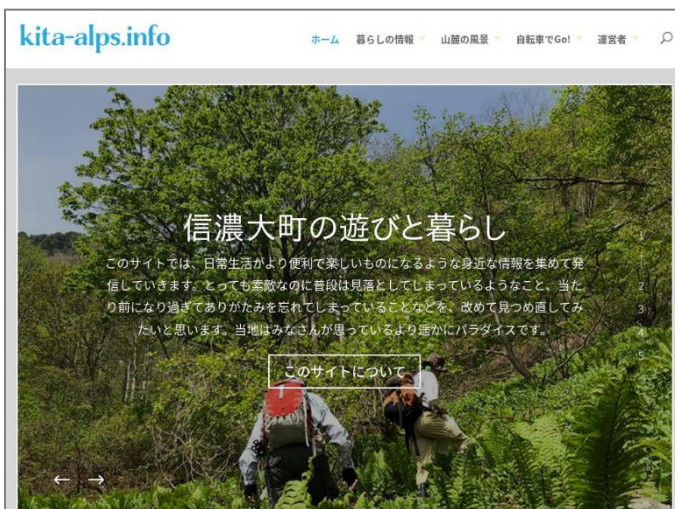 kita-alps.info
ホーム 暮らしの情報 山麓の風景 自転車でGo! 運営者
信濃大町の遊びと暮らし
このサイトでは、日常生活がより便利で楽しいものになるような身近な情報を集めて発
信していきます。とっても素敵なのに普段は見落としてしまっているようなこと、当た
り前になり過ぎてありがたみを忘れてしまっていることなどを、改めて見つめ直してみ
たいと思います。当地はみなさんが思っているより遥かにパラダイスです。
2
3
4
5
このサイトについて